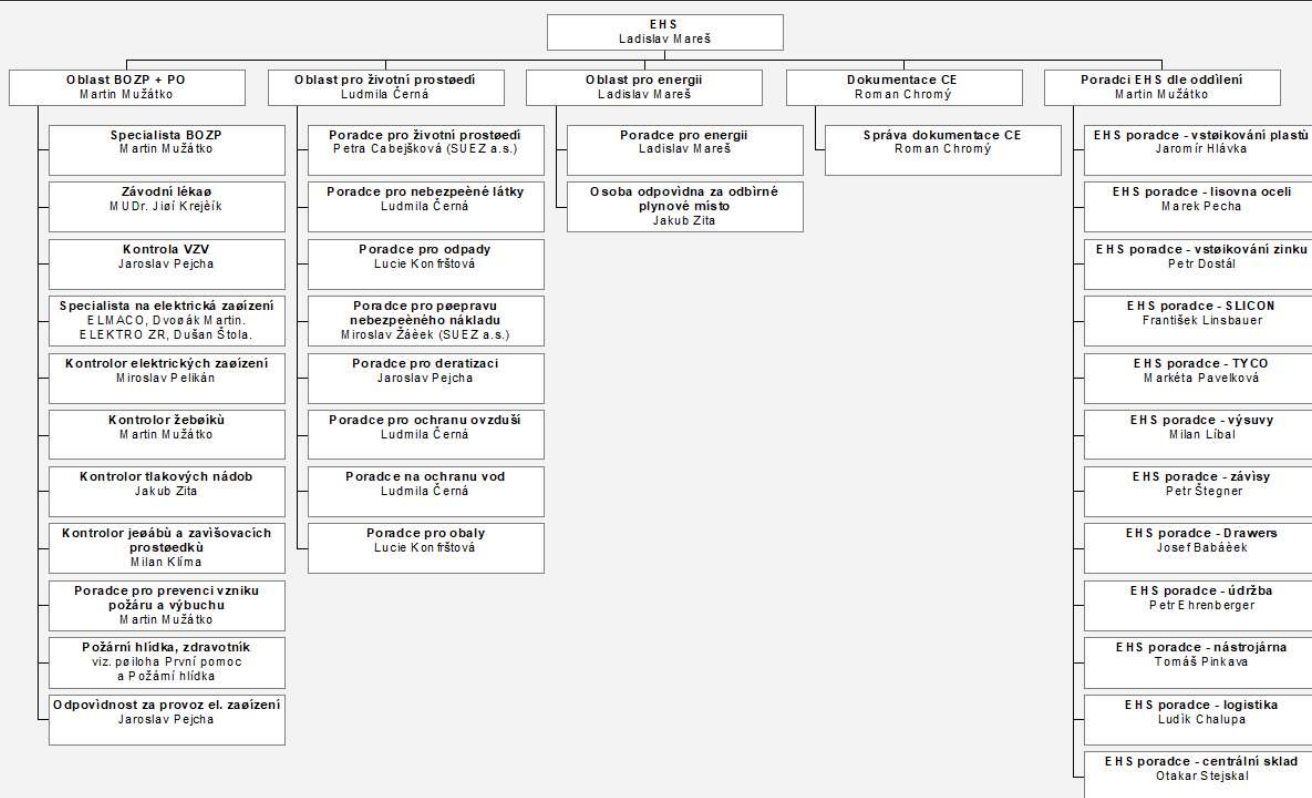 EHS
Ladislav Mareš
Oblast BOZP + PO
Martin Mužátko
Specialista BOZP
Martin Mužátko
Závodní lékaø
MUDr. Jiøí Krejèík
Kontrola VZV
Jaroslav Pejcha
Specialista na elektrická zaøízení
ELMACO, Dvoøák Martin.
ELEKTRO ZR, Dušan Štola.
Kontrolor elektrických zaøízení
Miroslav Pelikán
Kontrolor žebøíkù
Martin Mužátko
Kontrolor tlakových nádob
Jakub Zita
Kontrolor jeøábù a zavìšovacích
prostøedkù
Milan Klíma
Poradce pro prevenci vzniku
požáru a výbuchu
Martin Mužátko
Požární hlídka, zdravotník
viz. pøiloha První pomoc
a Požámí hlídka
Odpovìdnost za provoz el. zaøízení
Jaroslav Pejcha
Oblast pro životní prostøedí
Ludmila Černá
Poradce pro životní prostøedí
Petra Cabejšková (SUEZ a.s.)
Poradce pro nebezpeèné látky
Ludmila Černá
Poradce pro odpady
Lucie Konfrštová
Poradce pro pøepravu
nebezpeèného nákladu
Miroslav Žáèek (SUEZ a.s.)
Poradce pro deratizaci
Jaroslav Pejcha
Poradce pro ochranu ovzduší
Ludmila Černá
Poradce na ochranu vod
Ludmila Černá
Poradce pro obaly
Lucie Konfrštová
Oblast pro energii
Ladislav Mareš
Poradce pro energii
Ladislav Mareš
Osoba odpovìdna za odbìrné
plynové místo
Jakub Zita
Dokumentace CE
Roman Chromý
Správa dokumentace CE
Roman Chromý
Poradci EHS dle oddìlení
Martin Mužátko
EHS poradce - vstøikování plastù
Jaromír Hlávka
EHS poradce - lisovna oceli
Marek Pecha
EHS poradce - vstøikování zinku
Petr Dostál
EHS poradce - SLICON
František Linsbauer
EHS poradce - TYCO
Markéta Pavelková
EHS poradce - výsuvy
Milan Líbal
EHS poradce - závìsy
Petr Štegner
EHS poradce - Drawers
Josef Babáèek
EHS poradce - údržba
Petr Ehrenberger
EHS poradce - nástrojárna
Tomáš Pinkava
EHS poradce - logistika
Ludìk Chalupa
EHS poradce - centrální sklad
Otakar Stejskal